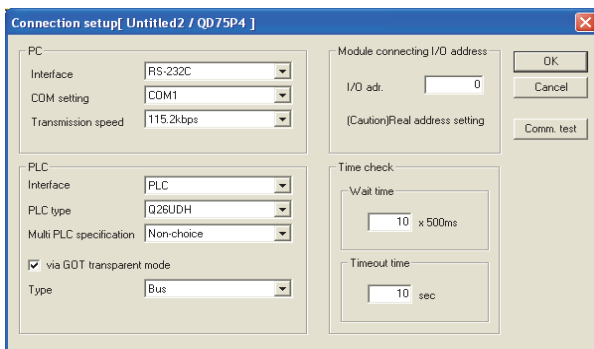 Connection setup[ Untitled2 / QD75P4 ]
PC
Interface RS-232C
COM setting COM1
Transmission speed 115.2kbps
Module connecting I/O address
I/O adr. 0
(Caution)Real address setting
OK
Cancel
Comm. test
PLC
Interface PLC
PLC type Q26UDH
Multi PLC specification Non-choice
via GOT transparent mode
Type Bus
Time check
Wait time
10 x 500ms
Timeout time
10 sec